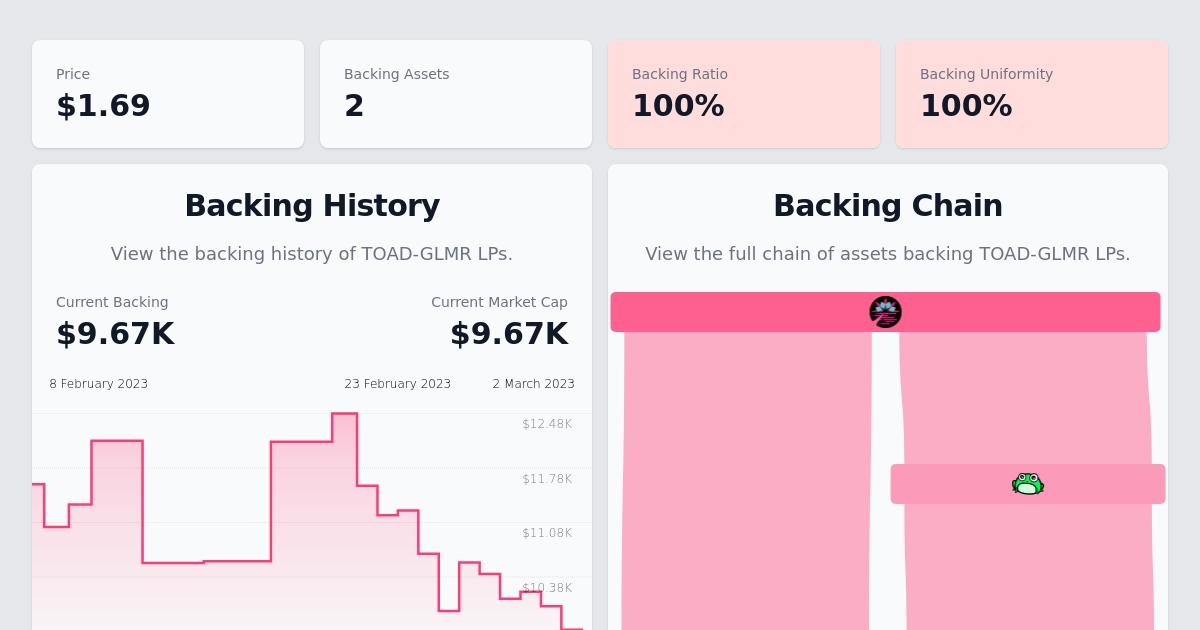 Price
$1.69
Backing Assets
2
Backing Ratio
100%
Backing Uniformity
100%
Backing History
View the backing history of TOAD-GLMR LPs.
Current Backing
$9.67K
Current Market Cap
$9.67K
8 February 2023
23 February 2023
2 March 2023
$12.48K
$11.78K
$11.08K
$10.38K
Backing Chain
View the full chain of assets backing TOAD-GLMR LPs.